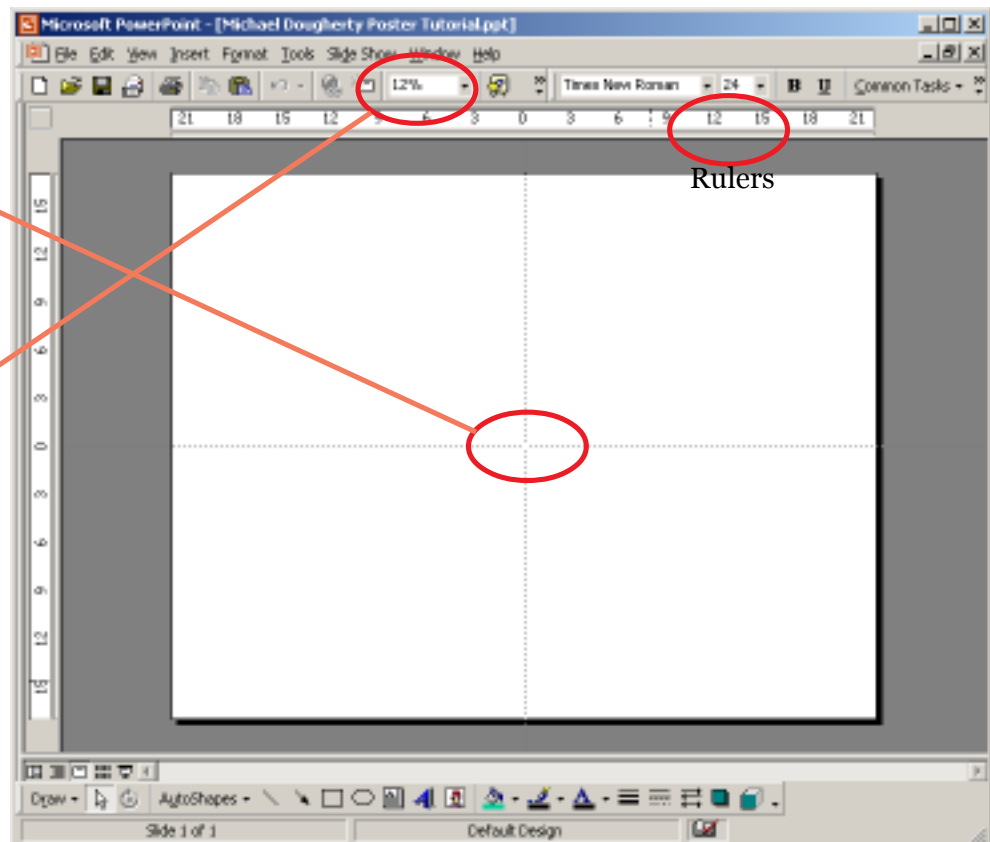 Microsoft PowerPoint - [Michael Dougherty Poster Tutorial.ppt]
File Edit View Insert Format Tools Slide Show Window Help
12% Times New Roman 24 B U Common Tasks
21 18 15 12 9 6 3 0 3 6 9 12 15 18 21
Rulers
15
12
9
6
3
0
3
6
9
12
15
Draw AutoShapes
Slide 1 of 1 Default Design